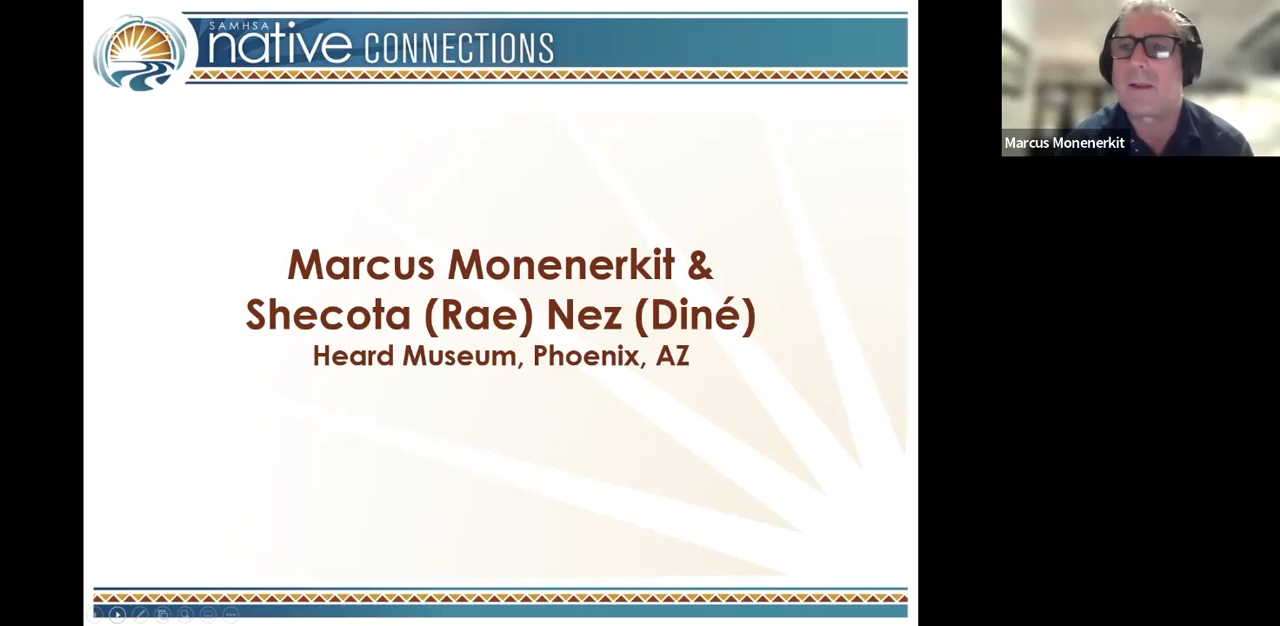 SAMHSA
native CONNECTIONS
Marcus Monenerkit
Marcus Monenerkit &
Shecota (Rae) Nez (Diné)
Heard Museum, Phoenix, AZ